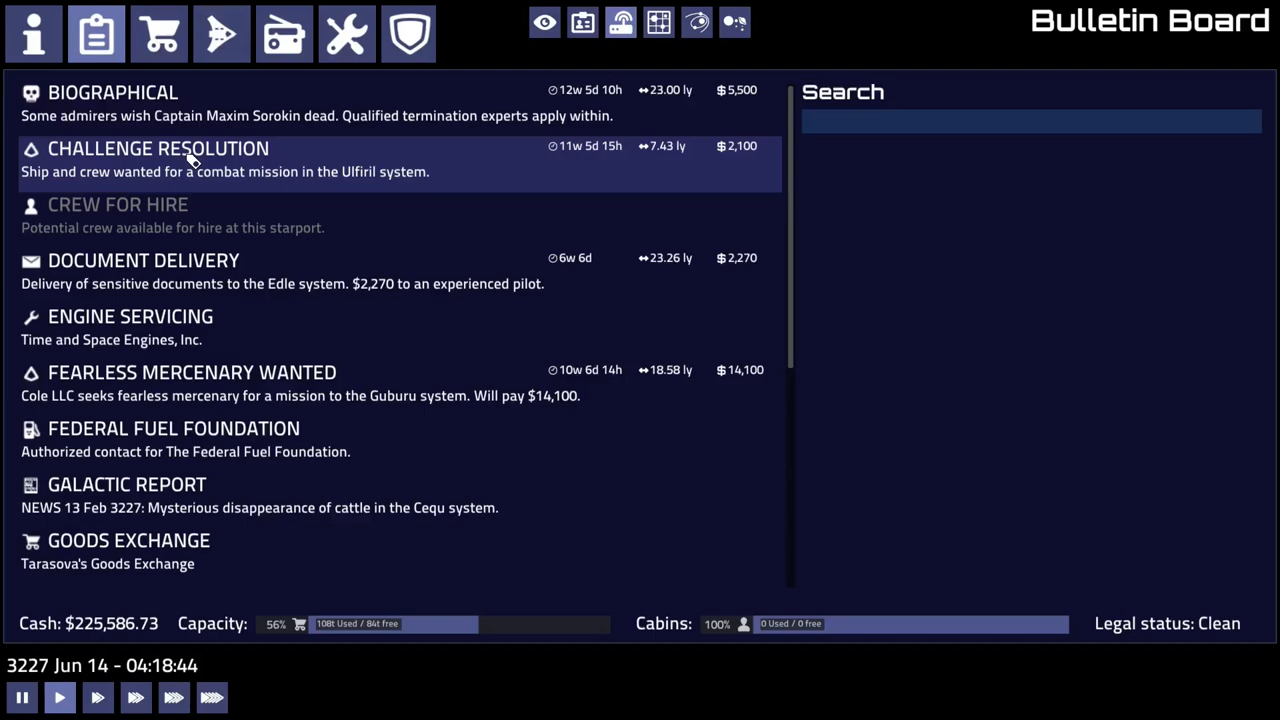 Bulletin Board
BIOGRAPHICAL 12w 5d 10h 23.00 ly $5,500
Some admirers wish Captain Maxim Sorokin dead. Qualified termination experts apply within.
CHALLENGE RESOLUTION 11w 5d 15h 7.43 ly $2,100
Ship and crew wanted for a combat mission in the Ulfiril system.
CREW FOR HIRE
Potential crew available for hire at this starport.
DOCUMENT DELIVERY 6w 6d 23.26 ly $2,270
Delivery of sensitive documents to the Edle system. $2,270 to an experienced pilot.
ENGINE SERVICING
Time and Space Engines, Inc.
FEARLESS MERCENARY WANTED 10w 6d 14h 18.58 ly $14,100
Cole LLC seeks fearless mercenary for a mission to the Guburu system. Will pay $14,100.
FEDERAL FUEL FOUNDATION
Authorized contact for The Federal Fuel Foundation.
GALACTIC REPORT
NEWS 13 Feb 3227: Mysterious disappearance of cattle in the Cequ system.
GOODS EXCHANGE
Tarasova's Goods Exchange
Search
Cash: $225,586.73 Capacity: 56% 108t Used / 84t free Cabins: 100% 0 Used / 0 free Legal status: Clean
3227 Jun 14 - 04:18:44